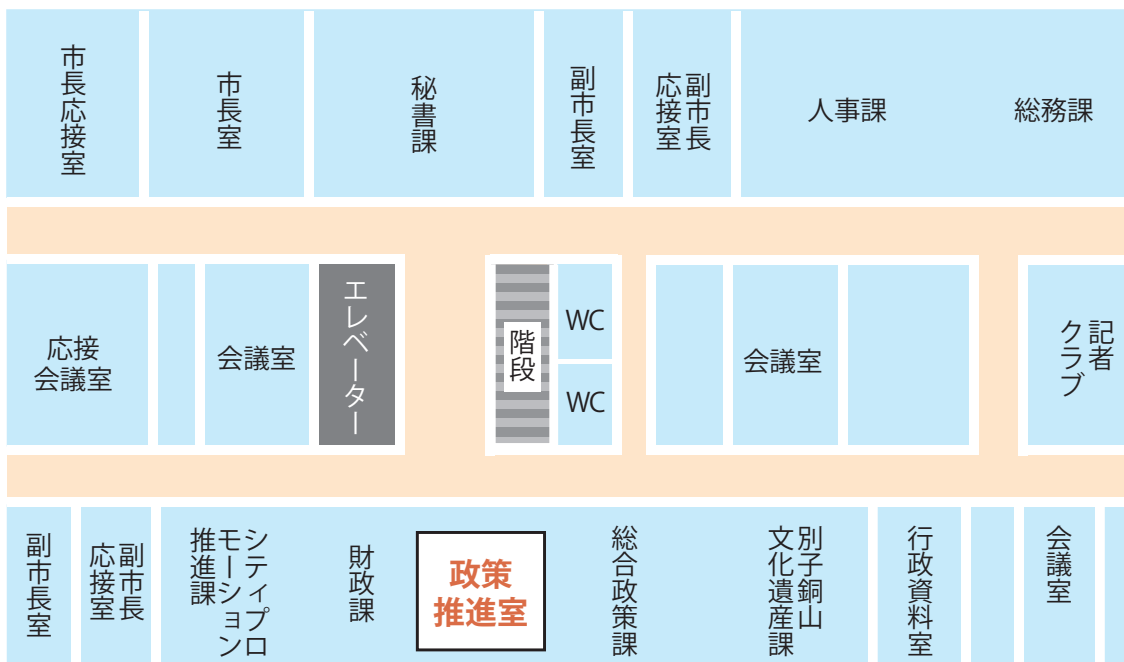 市長応接室
市長室
秘書課
副市長室
副市長
応接室
人事課
総務課
応接
会議室
会議室
エレベーター
階段
WC
WC
会議室
記者
クラブ
副市長室
副市長
応接室
シティプロ
モーション
推進課
財政課
政策
推進室
総合政策課
別子銅山
文化遺産課
行政資料室
会議室